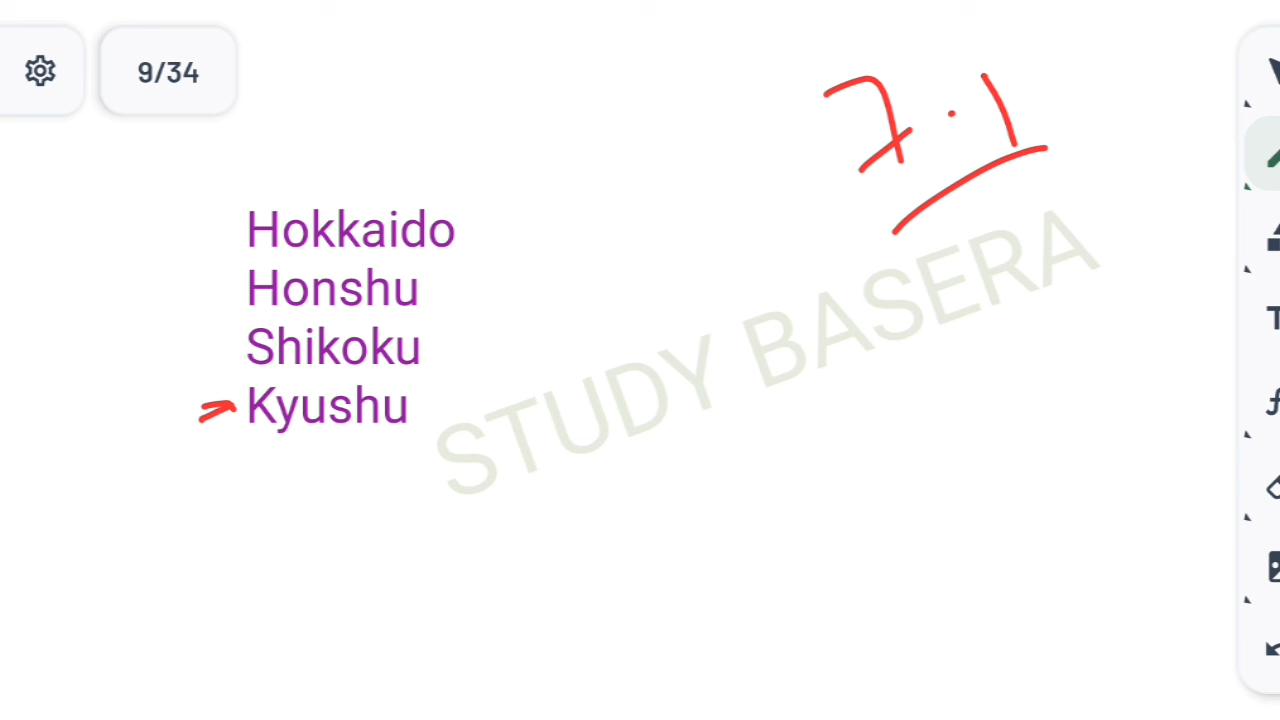 9/34
7.1
Hokkaido
Honshu
Shikoku
Kyushu
STUDY BASERA
T